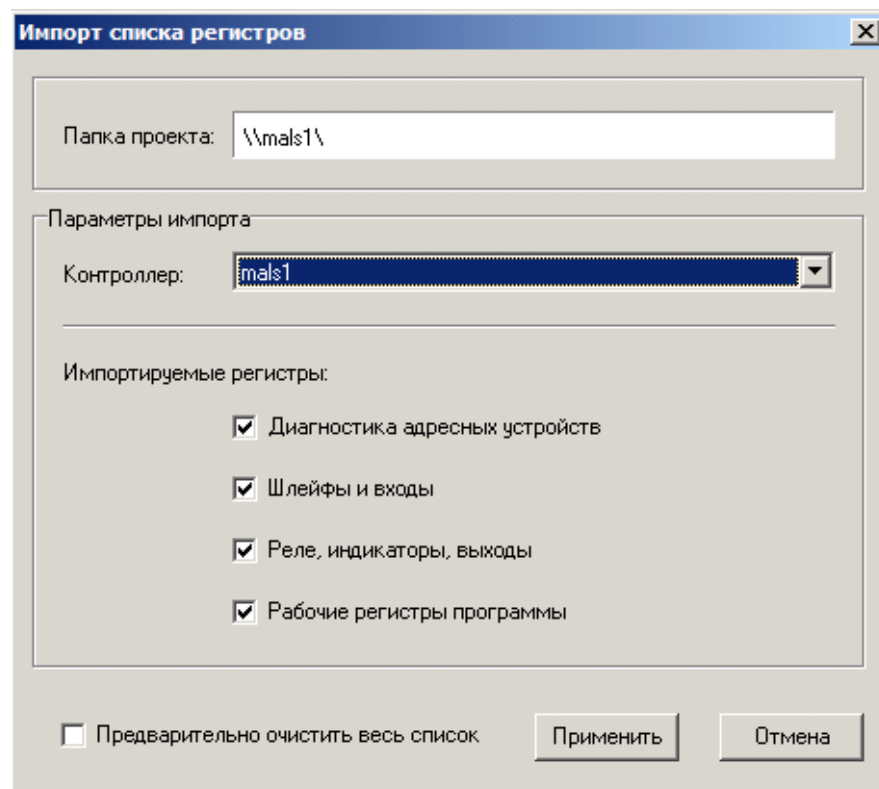 Импорт списка регистров
Папка проекта: \\mals1\
Параметры импорта
Контроллер: mals1
Импортируемые регистры:
Диагностика адресных устройств
Шлейфы и входы
Реле, индикаторы, выходы
Рабочие регистры программы
Предварительно очистить весь список Применить Отмена